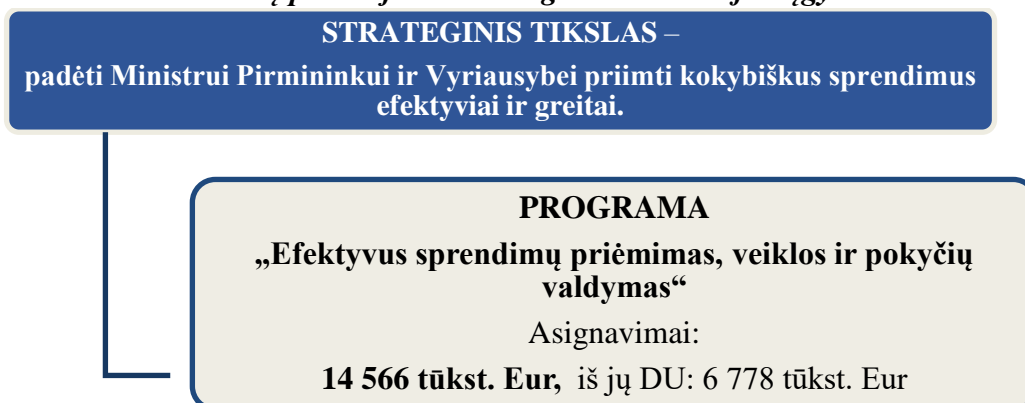 STRATEGINIS TIKSLAS –
padėti Ministrui Pirmininkui ir Vyriausybei priimti kokybiškus sprendimus
efektyviai ir greitai.
PROGRAMA
„Efektyvus sprendimų priėmimas, veiklos ir pokyčių
valdymas“
Asignavimai:
14 566 tūkst. Eur, iš jų DU: 6 778 tūkst. Eur